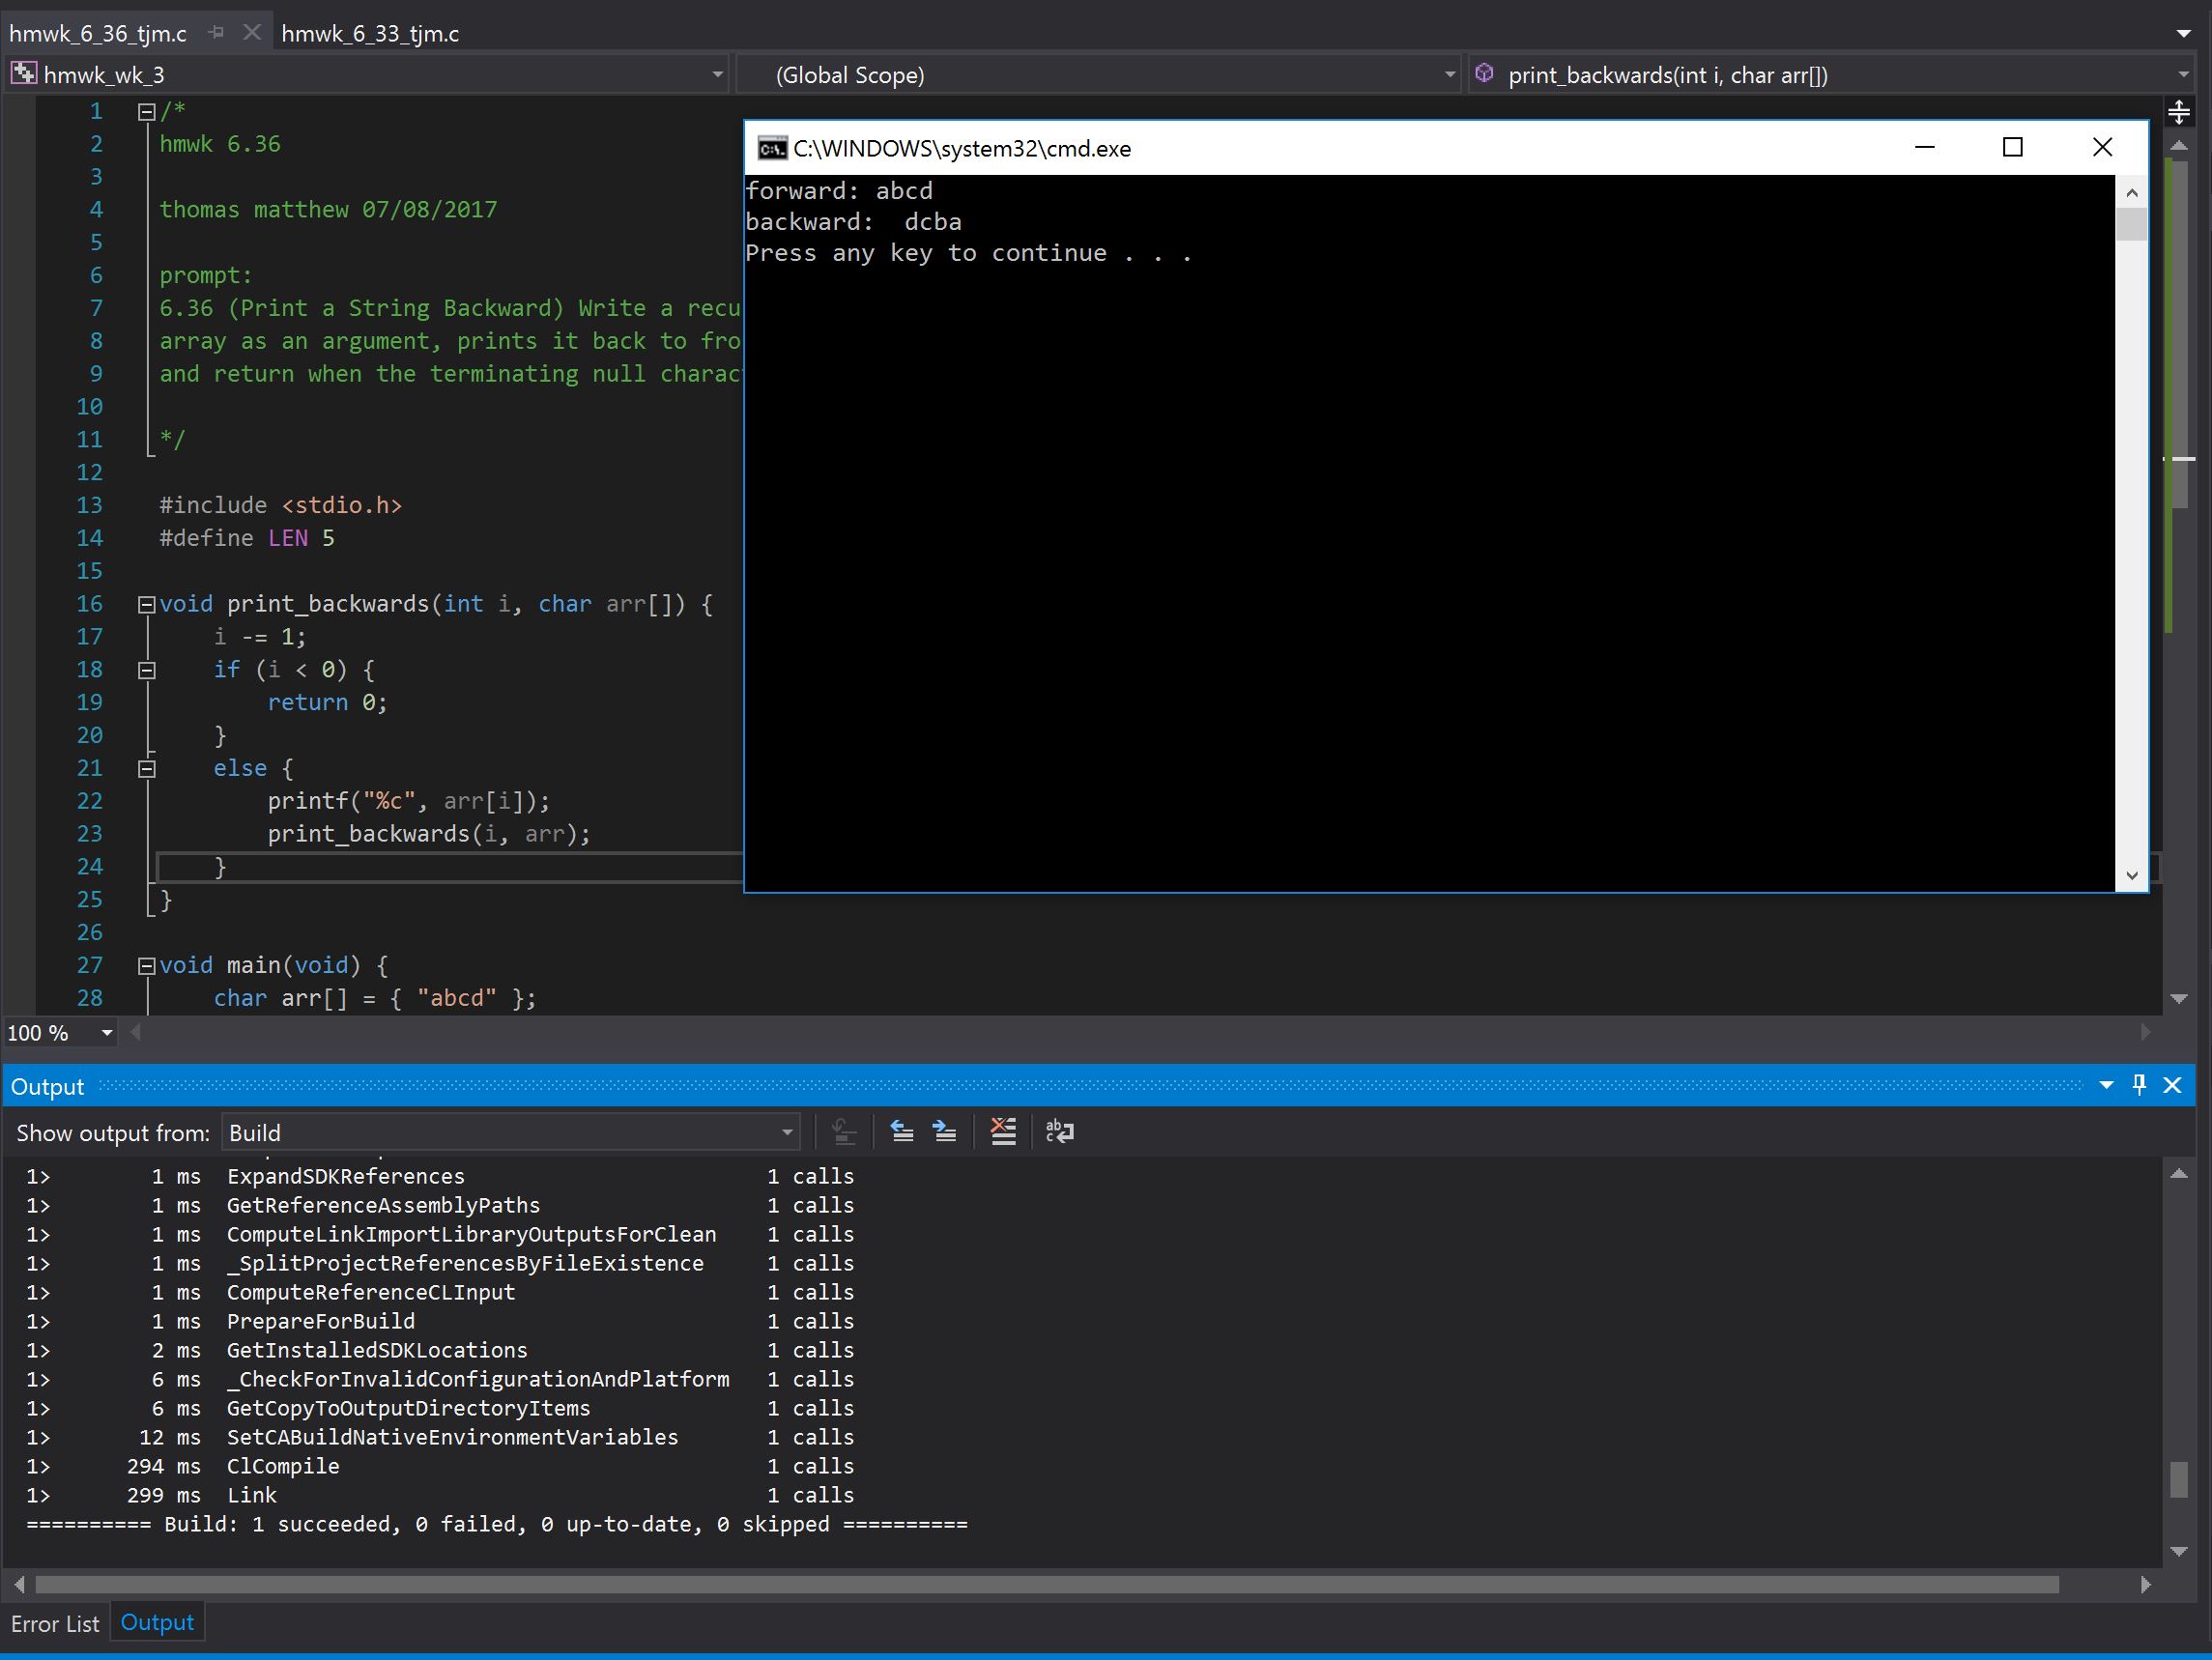 hmwk_6_36_tjm.c hmwk_6_33_tjm.c
hmwk_wk_3 (Global Scope) print_backwards(int i, char arr[])
1 /*
2 hmwk 6.36
3
4 thomas matthew 07/08/2017
5
6 prompt:
7 6.36 (Print a String Backward) Write a recu
8 array as an argument, prints it back to fro
9 and return when the terminating null charac
10
11 */
12
13 #include <stdio.h>
14 #define LEN 5
15
16 void print_backwards(int i, char arr[]) {
17 i -= 1;
18 if (i < 0) {
19 return 0;
20 }
21 else {
22 printf("%c", arr[i]);
23 print_backwards(i, arr);
24 }
25 }
26
27 void main(void) {
28 char arr[] = { "abcd" };
C:\WINDOWS\system32\cmd.exe
forward: abcd
backward:  dcba
Press any key to continue . . .
100 %
Output
Show output from: Build
1> 1 ms ExpandSDKReferences 1 calls
1> 1 ms GetReferenceAssemblyPaths 1 calls
1> 1 ms ComputeLinkImportLibraryOutputsForClean 1 calls
1> 1 ms _SplitProjectReferencesByFileExistence 1 calls
1> 1 ms ComputeReferenceCLInput 1 calls
1> 1 ms PrepareForBuild 1 calls
1> 2 ms GetInstalledSDKLocations 1 calls
1> 6 ms _CheckForInvalidConfigurationAndPlatform 1 calls
1> 6 ms GetCopyToOutputDirectoryItems 1 calls
1> 12 ms SetCABuildNativeEnvironmentVariables 1 calls
1> 294 ms ClCompile 1 calls
1> 299 ms Link 1 calls
========== Build: 1 succeeded, 0 failed, 0 up-to-date, 0 skipped ==========
Error List Output